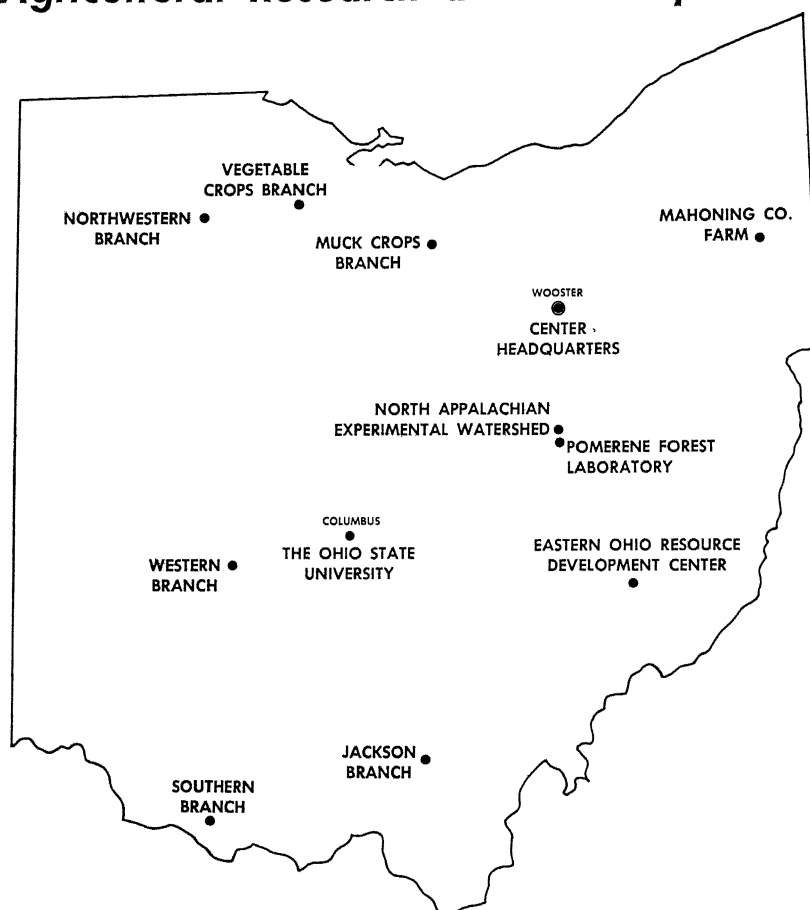 VEGETABLE
CROPS BRANCH
NORTHWESTERN
BRANCH
MUCK CROPS
BRANCH
MAHONING CO.
FARM
WOOSTER
CENTER
HEADQUARTERS
NORTH APPALACHIAN
EXPERIMENTAL WATERSHED
POMERENE FOREST
LABORATORY
COLUMBUS
THE OHIO STATE
UNIVERSITY
EASTERN OHIO RESOURCE
DEVELOPMENT CENTER
WESTERN
BRANCH
JACKSON
BRANCH
SOUTHERN
BRANCH